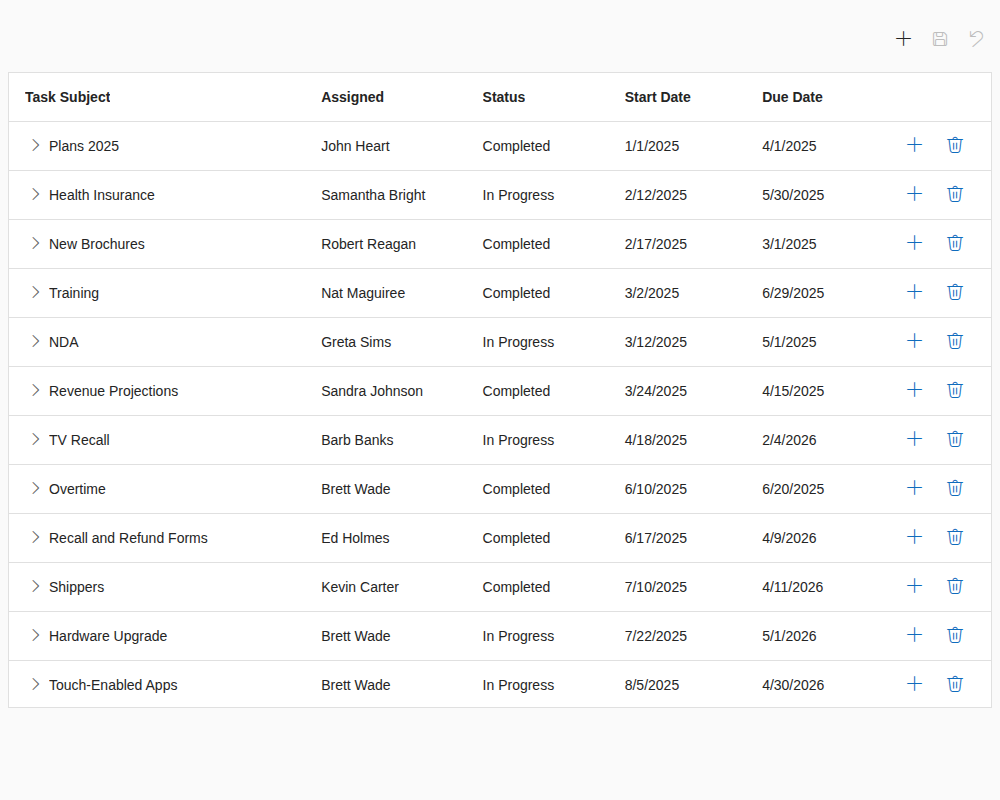 Task Subject Assigned Status Start Date Due Date
Plans 2025 John Heart Completed 1/1/2025 4/1/2025
Health Insurance Samantha Bright In Progress 2/12/2025 5/30/2025
New Brochures Robert Reagan Completed 2/17/2025 3/1/2025
Training Nat Maguiree Completed 3/2/2025 6/29/2025
NDA Greta Sims In Progress 3/12/2025 5/1/2025
Revenue Projections Sandra Johnson Completed 3/24/2025 4/15/2025
TV Recall Barb Banks In Progress 4/18/2025 2/4/2026
Overtime Brett Wade Completed 6/10/2025 6/20/2025
Recall and Refund Forms Ed Holmes Completed 6/17/2025 4/9/2026
Shippers Kevin Carter Completed 7/10/2025 4/11/2026
Hardware Upgrade Brett Wade In Progress 7/22/2025 5/1/2026
Touch-Enabled Apps Brett Wade In Progress 8/5/2025 4/30/2026